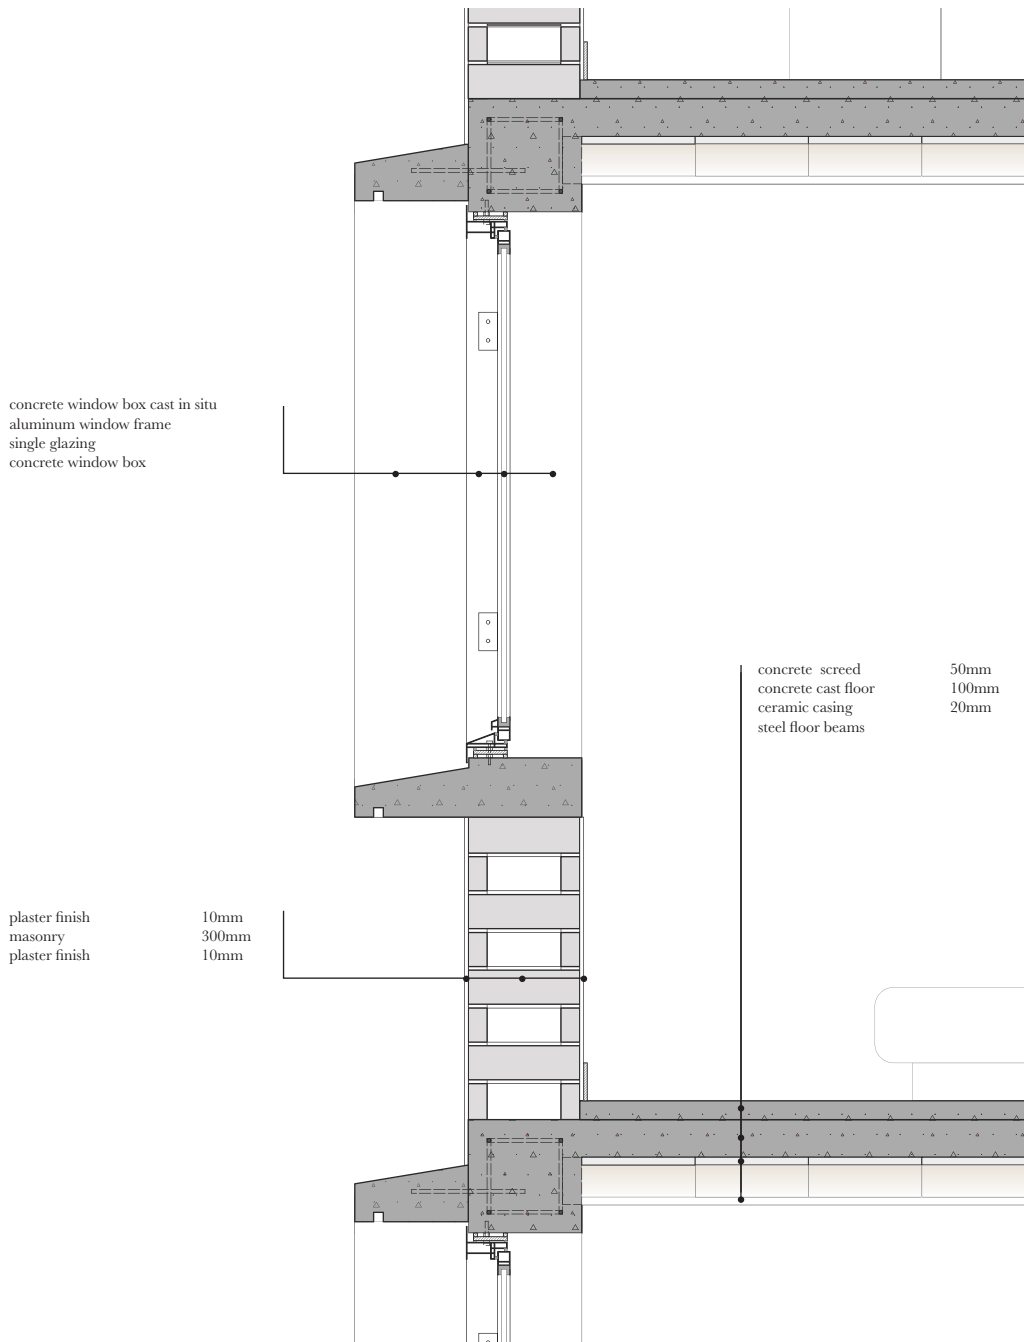 concrete window box cast in situ
aluminum window frame
single glazing
concrete window box
concrete screed 50mm
concrete cast floor 100mm
ceramic casing 20mm
steel floor beams
plaster finish 10mm
masonry 300mm
plaster finish 10mm